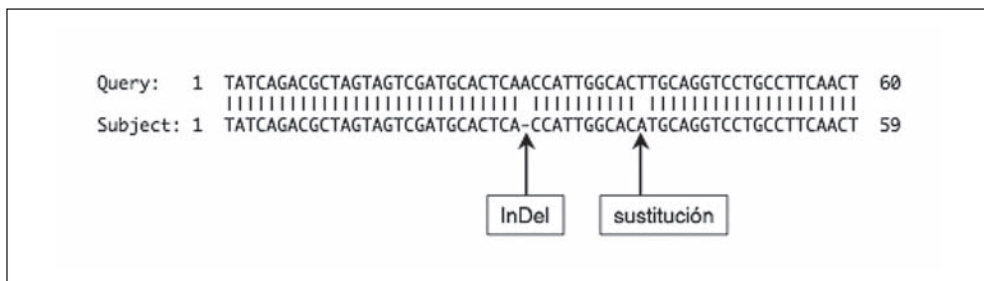 Query: 1 TATCAGACGCTAGTAGTCGATGCACTCAACCATTGGCACTTGCAGGTCCTGCCTTCAACT 60
|||||||||||||||||||||||||||| |||||||||| ||||||||||||||||||||
Subject: 1 TATCAGACGCTAGTAGTCGATGCACTCA-CCATTGGCACATGCAGGTCCTGCCTTCAACT 59
InDel sustitución